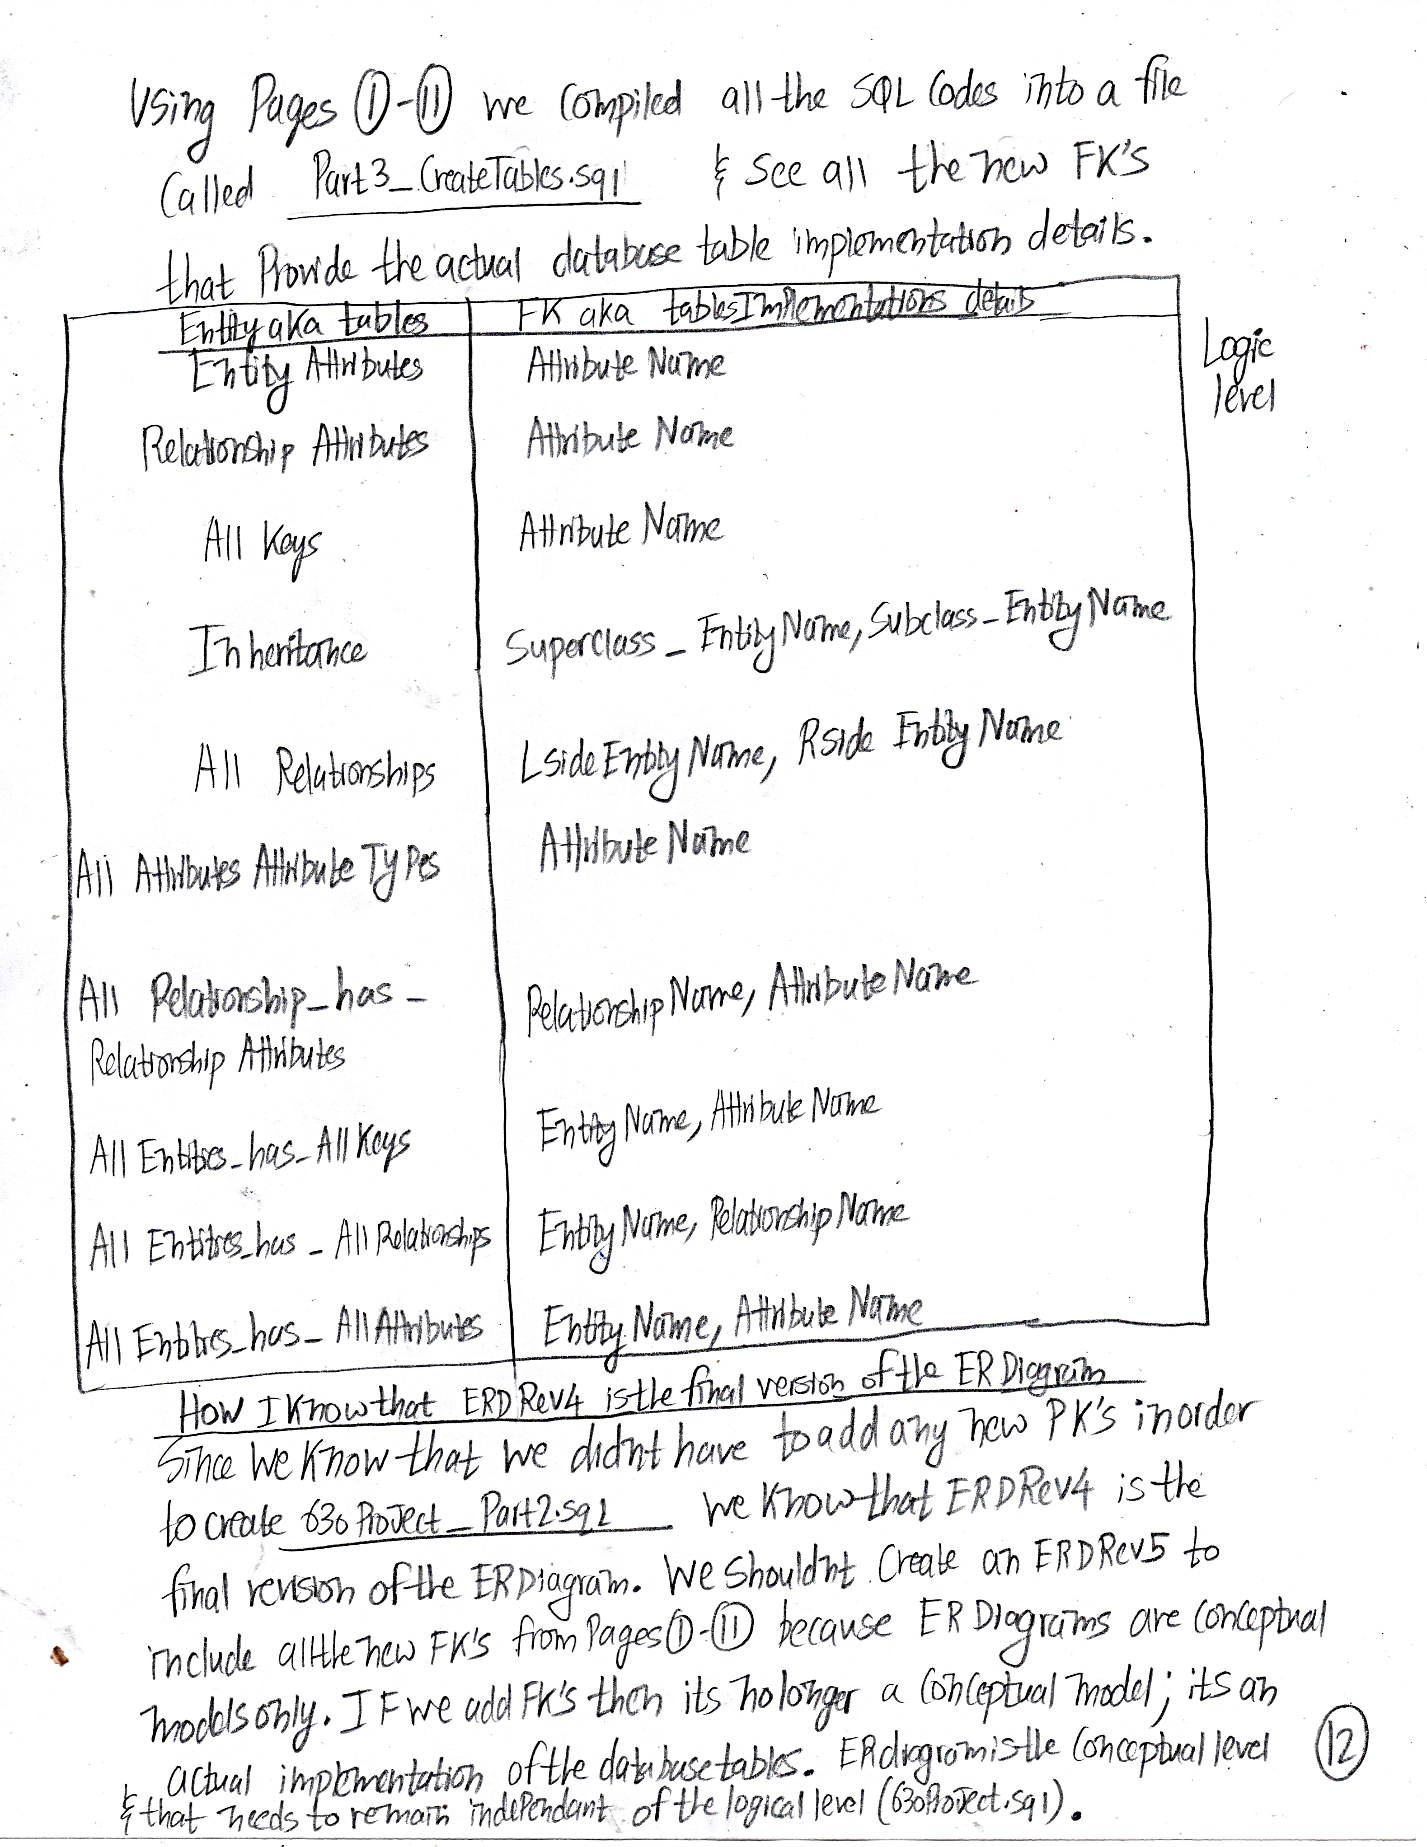 Using Pages ①-⑪ we Compiled all the SQL Codes into a file
Called Part3_CreateTables.sql & see all the new FK's
that Provide the actual database table implementation details.
Entity aka tables FK aka tables Implementations details
Logic
level
Entity Attributes Attribute Name
Relationship Attributes Attribute Name
All Keys Attribute Name
Inheritance Superclass_EntityName, Subclass_EntityName
All Relationships Lside Entity Name, Rside Entity Name
All Attributes Attribute Types Attribute Name
All Relationship_has_
Relationship Attributes Relationship Name, Attribute Name
All Entities_has_All Keys Entity Name, Attribute Name
All Entities_has_All Relationships Entity Name, Relationship Name
All Entities_has_All Attributes Entity Name, Attribute Name
How I Know that ERD Rev4 is the final version of the ER Diagram
Since We Know that we didn't have to add any new PK's in order
to create 630 Project_Part2.sql we know that ERD Rev4 is the
final version of the ER Diagram. We Shouldn't Create an ERD Rev5 to
include all the new FK's from Pages ①-⑪ because ER Diagrams are Conceptual
models only. If we add FK's then its no longer a Conceptual model; its an
actual implementation of the database tables. ER diagram is the Conceptual level
& that needs to remain independant of the logical level (630Project.sql).
⑫